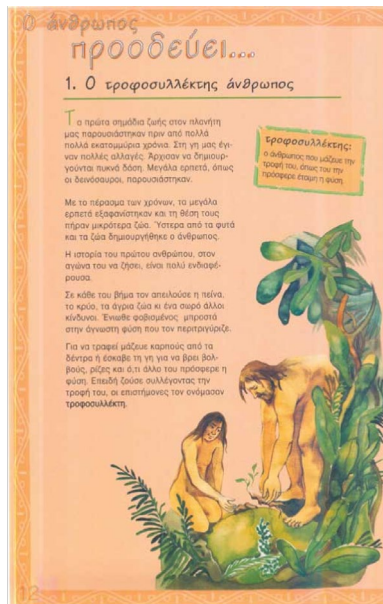 Ο άνθρωπος
προοδεύει...
1. Ο τροφοσυλλέκτης άνθρωπος
Τα πρώτα σημάδια ζωής στον πλανήτη
μας παρουσιάστηκαν πριν από πολλά
πολλά εκατομμύρια χρόνια. Στη γη μας έγι-
ναν πολλές αλλαγές. Άρχισαν να δημιουρ-
γούνται πυκνά δάση. Μεγάλα ερπετά, όπως
οι δεινόσαυροι, παρουσιάστηκαν.
τροφοσυλλέκτης:
ο άνθρωπος που μάζευε την
τροφή του, όπως του την
πρόσφερε έτοιμη η φύση.
Με το πέρασμα των χρόνων, τα μεγάλα
ερπετά εξαφανίστηκαν και τη θέση τους
πήραν μικρότερα ζώα. Ύστερα από τα φυτά
και τα ζώα δημιουργήθηκε ο άνθρωπος.
Η ιστορία του πρώτου ανθρώπου, στον
αγώνα του να ζήσει, είναι πολύ ενδιαφέ-
ρουσα.
Σε κάθε του βήμα τον απειλούσε η πείνα,
το κρύο, τα άγρια ζώα κι ένα σωρό άλλοι
κίνδυνοι. Ένιωθε φοβισμένος μπροστά
στην άγνωστη φύση που τον περιτριγύριζε.
Για να τραφεί μάζευε καρπούς από τα
δέντρα ή έσκαβε τη γη για να βρει βολ-
βούς, ρίζες και ό,τι άλλο του πρόσφερε η
φύση. Επειδή ζούσε συλλέγοντας την
τροφή του, οι επιστήμονες τον ονόμασαν
τροφοσυλλέκτη.
12